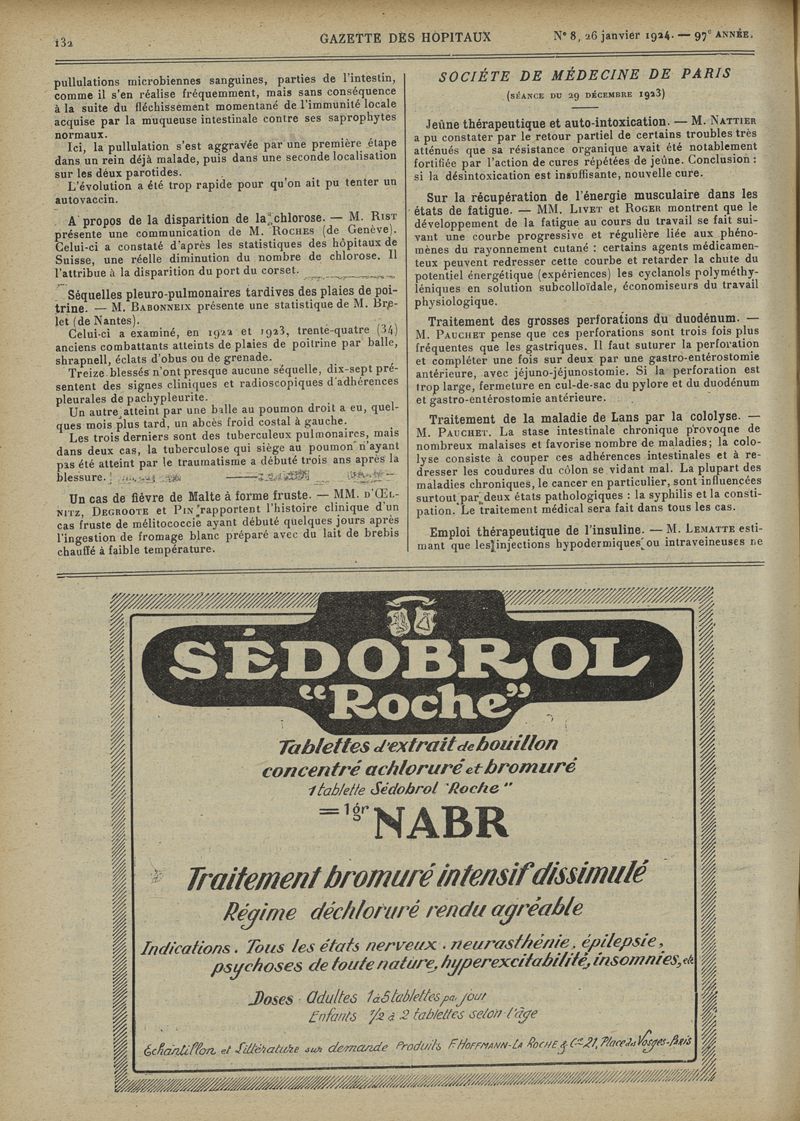 132
GAZETTE DES HÔPITAUX
N° 8, 26 janvier 1924. — 97e ANNÉE.
pullulations microbiennes sanguines, parties de l'intestin,
comme il s'en réalise fréquemment, mais sans conséquence
à la suite du fléchissement momentané de l'immunité locale
acquise par la muqueuse intestinale contre ses saprophytes
normaux.
Ici, la pullulation s'est aggravée par une première étape
dans un rein déjà malade, puis dans une seconde localisation
sur les deux parotides.
L'évolution a été trop rapide pour qu'on ait pu tenter un
autovaccin.
A propos de la disparition de la chlorose. — M. RIST
présente une communication de M. ROCHES (de Genève).
Celui-ci a constaté d'après les statistiques des hôpitaux de
Suisse, une réelle diminution du nombre de chlorose. Il
l'attribue à la disparition du port du corset.
Séquelles pleuro-pulmonaires tardives des plaies de poi-
trine. — M. BABONNEIX présente une statistique de M. Bre-
let (de Nantes).
Celui-ci a examiné, en 1922 et 1923, trente-quatre (34)
anciens combattants atteints de plaies de poitrine par balle,
shrapnell, éclats d'obus ou de grenade.
Treize blessés n'ont presque aucune séquelle, dix-sept pré-
sentent des signes cliniques et radioscopiques d'adhérences
pleurales de pachypleurite.
Un autre atteint par une balle au poumon droit a eu, quel-
ques mois plus tard, un abcès froid costal à gauche.
Les trois derniers sont des tuberculeux pulmonaires, mais
dans deux cas, la tuberculose qui siège au poumon n'ayant
pas été atteint par le traumatisme a débuté trois ans après la
blessure.
Un cas de fièvre de Malte à forme fruste. — MM. D'ŒL-
NITZ, DEGROOTE et PIN rapportent l'histoire clinique d'un
cas fruste de mélitococcie ayant débuté quelques jours après
l'ingestion de fromage blanc préparé avec du lait de brebis
chauffé à faible température.
SOCIÉTÉ DE MÉDECINE DE PARIS
(SÉANCE DU 29 DÉCEMBRE 1923)
Jeûne thérapeutique et auto-intoxication. — M. NATTIER
a pu constater par le retour partiel de certains troubles très
atténués que sa résistance organique avait été notablement
fortifiée par l'action de cures répétées de jeûne. Conclusion :
si la désintoxication est insuffisante, nouvelle cure.
Sur la récupération de l'énergie musculaire dans les
états de fatigue. — MM. LIVET et ROGER montrent que le
développement de la fatigue au cours du travail se fait sui-
vant une courbe progressive et régulière liée aux phéno-
mènes du rayonnement cutané : certains agents médicamen-
teux peuvent redresser cette courbe et retarder la chute du
potentiel énergétique (expériences) les cyclanols polyméthy-
léniques en solution subcolloïdale, économiseurs du travail
physiologique.
Traitement des grosses perforations du duodénum. —
M. PAUCHET pense que ces perforations sont trois fois plus
fréquentes que les gastriques. Il faut suturer la perforation
et compléter une fois sur deux par une gastro-entérostomie
antérieure, avec jéjuno-jéjunostomie. Si la perforation est
trop large, fermeture en cul-de-sac du pylore et du duodénum
et gastro-entérostomie antérieure.
Traitement de la maladie de Lans par la cololyse. —
M. PAUCHET. La stase intestinale chronique provoque de
nombreux malaises et favorise nombre de maladies; la colo-
lyse consiste à couper ces adhérences intestinales et à re-
dresser les coudures du côlon se vidant mal. La plupart des
maladies chroniques, le cancer en particulier, sont influencées
surtout par deux états pathologiques : la syphilis et la consti-
pation. Le traitement médical sera fait dans tous les cas.
Emploi thérapeutique de l'insuline. — M. LEMATTE esti-
mant que les injections hypodermiques ou intraveineuses ne
SÉDOBROL
"Roche"
Tablettes d'extrait de bouillon
concentré achloruré et bromuré
1 tablette Sédobrol "Roche"
= 1gr NABR
Traitement bromuré intensif dissimulé
Régime déchloruré rendu agréable
Indications. Tous les états nerveux. neurasthénie, épilepsie,
psychoses de toute nature, hyperexcitabilité, insomnies, etc
Doses Adultes 1 à 5 tablettes par jour
Enfants 1/2 à 2 tablettes selon l'âge
Échantillon et Littérature sur demande Produits F. HOFFMANN-LA ROCHE & Cie 21, Place des Vosges-Paris